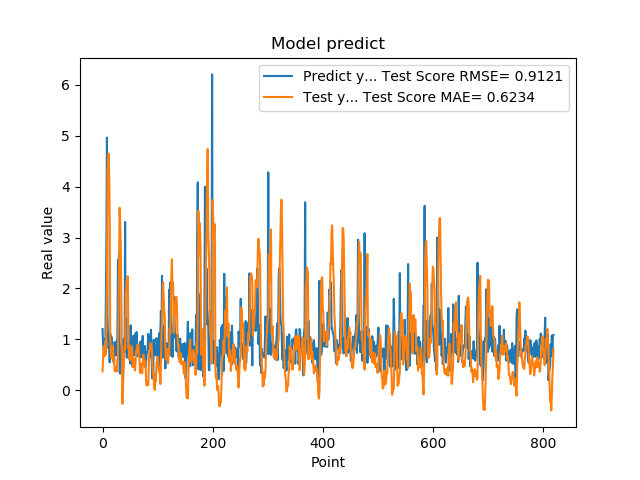 Model predict
Predict y... Test Score RMSE= 0.9121
Test y... Test Score MAE= 0.6234
Real value
6
5
4
3
2
1
0
0 200 400 600 800
Point